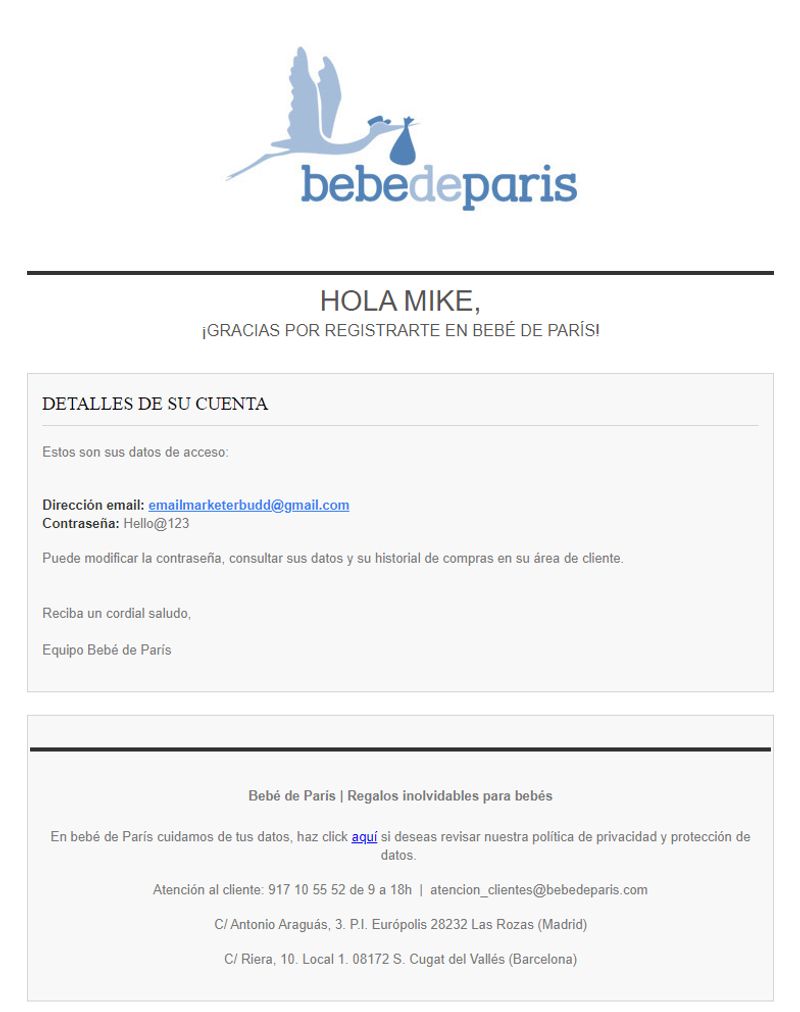 bebedeparis
HOLA MIKE,
¡GRACIAS POR REGISTRARTE EN BEBÉ DE PARÍS!
DETALLES DE SU CUENTA
Estos son sus datos de acceso:
Dirección email: emailmarketerbudd@gmail.com
Contraseña: Hello@123
Puede modificar la contraseña, consultar sus datos y su historial de compras en su área de cliente.
Reciba un cordial saludo,
Equipo Bebé de París
Bebé de París | Regalos inolvidables para bebés
En bebé de París cuidamos de tus datos, haz click aquí si deseas revisar nuestra política de privacidad y protección de
datos.
Atención al cliente: 917 10 55 52 de 9 a 18h | atencion_clientes@bebedeparis.com
C/ Antonio Araguás, 3. P.I. Európolis 28232 Las Rozas (Madrid)
C/ Riera, 10. Local 1. 08172 S. Cugat del Vallés (Barcelona)